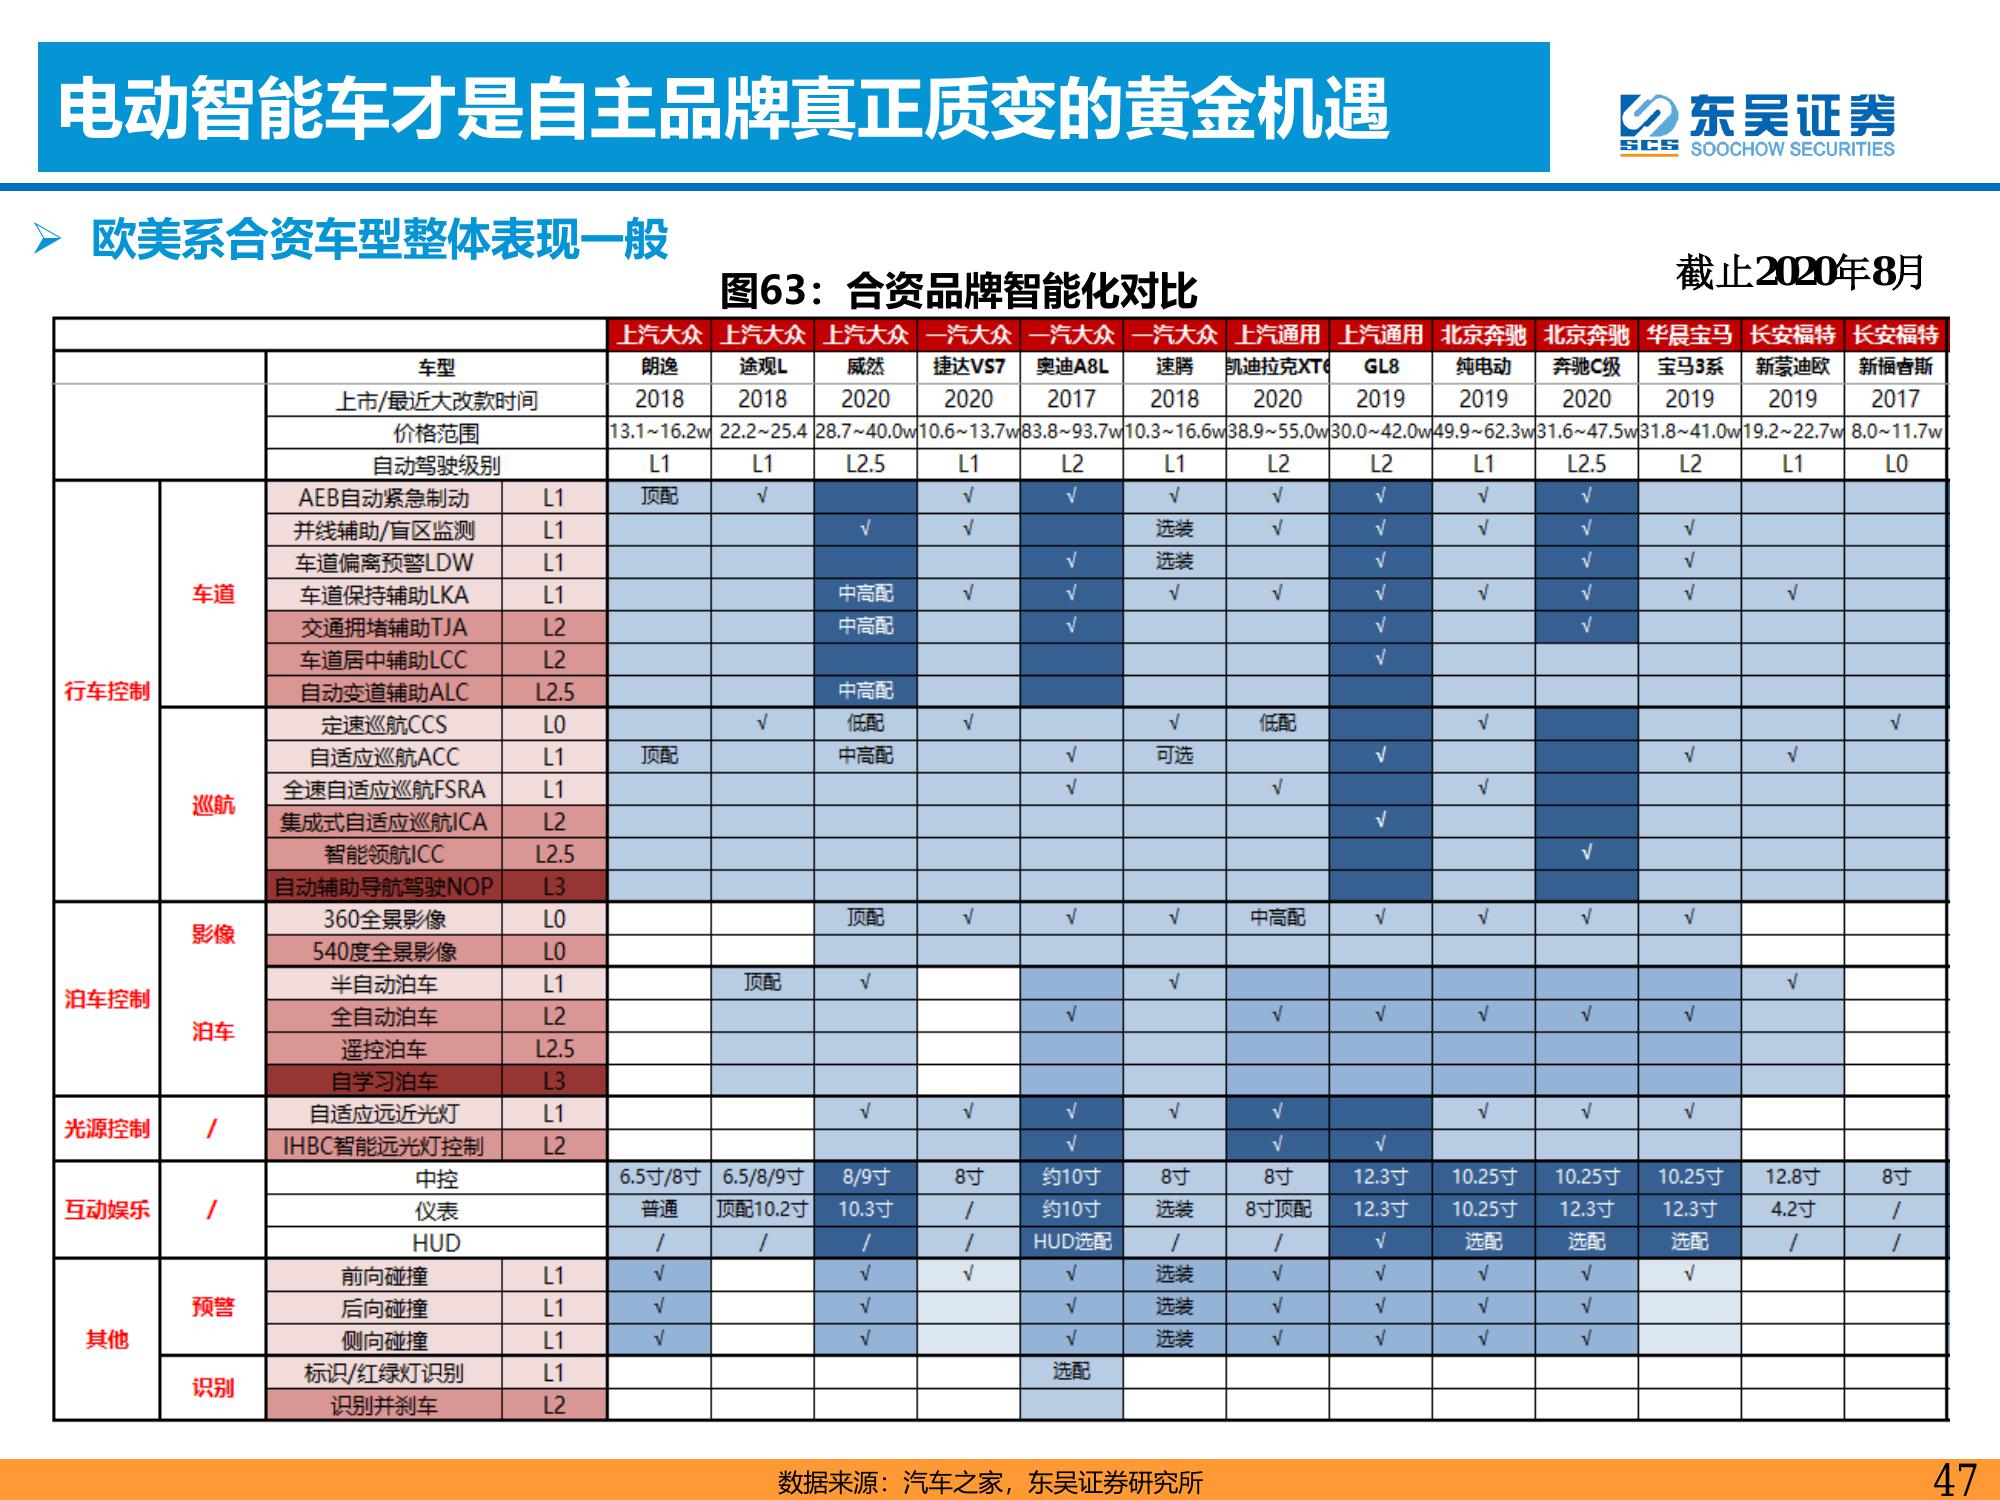 电动智能车才是自主品牌真正质变的黄金机遇
东吴证券
SCS SOOCHOW SECURITIES
欧美系合资车型整体表现一般
截止2020年8月
图63：合资品牌智能化对比
上汽大众 上汽大众 上汽大众 一汽大众 一汽大众 一汽大众 上汽通用 上汽通用 北京奔驰 北京奔驰 华晨宝马 长安福特 长安福特
车型 朗逸 途观L 威然 捷达VS7 奥迪A8L 速腾 凯迪拉克XT6 GL8 纯电动 奔驰C级 宝马3系 新蒙迪欧 新福睿斯
上市/最近大改款时间 2018 2018 2020 2020 2017 2018 2020 2019 2019 2020 2019 2019 2017
价格范围 13.1~16.2w 22.2~25.4 28.7~40.0w 10.6~13.7w 83.8~93.7w 10.3~16.6w 38.9~55.0w 30.0~42.0w 49.9~62.3w 31.6~47.5w 31.8~41.0w 19.2~22.7w 8.0~11.7w
自动驾驶级别 L1 L1 L2.5 L1 L2 L1 L2 L2 L1 L2.5 L2 L1 L0
行车控制
车道
AEB自动紧急制动 L1 顶配 √ √ √ √ √ √ √ √
并线辅助/盲区监测 L1 √ √ 选装 √ √ √ √ √
车道偏离预警LDW L1 √ 选装 √ √ √
车道保持辅助LKA L1 中高配 √ √ √ √ √ √ √ √ √
交通拥堵辅助TJA L2 中高配 √ √ √
车道居中辅助LCC L2 √
自动变道辅助ALC L2.5 中高配
巡航
定速巡航CCS L0 √ 低配 √ √ 低配 √ √
自适应巡航ACC L1 顶配 中高配 √ 可选 √ √ √
全速自适应巡航FSRA L1 √ √ √
集成式自适应巡航ICA L2 √
智能领航ICC L2.5 √
自动辅助导航驾驶NOP L3
泊车控制
影像
360全景影像 L0 顶配 √ √ √ 中高配 √ √ √ √
540度全景影像 L0
泊车
半自动泊车 L1 顶配 √ √ √
全自动泊车 L2 √ √ √ √ √ √
遥控泊车 L2.5
自学习泊车 L3
光源控制 /
自适应远近光灯 L1 √ √ √ √ √ √ √ √
IHBC智能远光灯控制 L2 √ √ √
互动娱乐 /
中控 6.5寸/8寸 6.5/8/9寸 8/9寸 8寸 约10寸 8寸 8寸 12.3寸 10.25寸 10.25寸 10.25寸 12.8寸 8寸
仪表 普通 顶配10.2寸 10.3寸 / 约10寸 选装 8寸顶配 12.3寸 10.25寸 12.3寸 12.3寸 4.2寸 /
HUD / / / / HUD选配 / / √ 选配 选配 选配 / /
其他
预警
前向碰撞 L1 √ √ √ √ 选装 √ √ √ √ √
后向碰撞 L1 √ √ √ 选装 √ √ √ √
侧向碰撞 L1 √ √ √ 选装 √ √ √ √
识别
标识/红绿灯识别 L1 选配
识别并刹车 L2
数据来源：汽车之家，东吴证券研究所
47